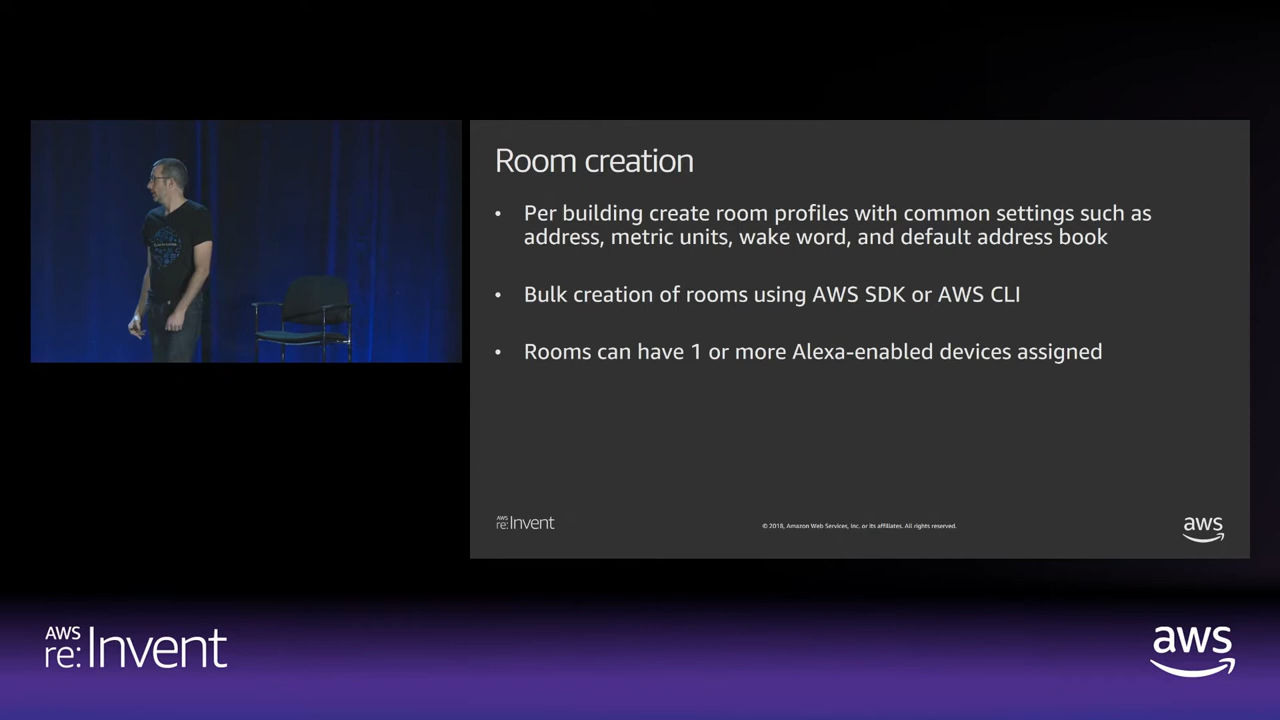 Room creation
• Per building create room profiles with common settings such as
address, metric units, wake word, and default address book
• Bulk creation of rooms using AWS SDK or AWS CLI
• Rooms can have 1 or more Alexa-enabled devices assigned
AWS
re:Invent
© 2018, Amazon Web Services, Inc. or its affiliates. All rights reserved.
aws
AWS
re:Invent
aws